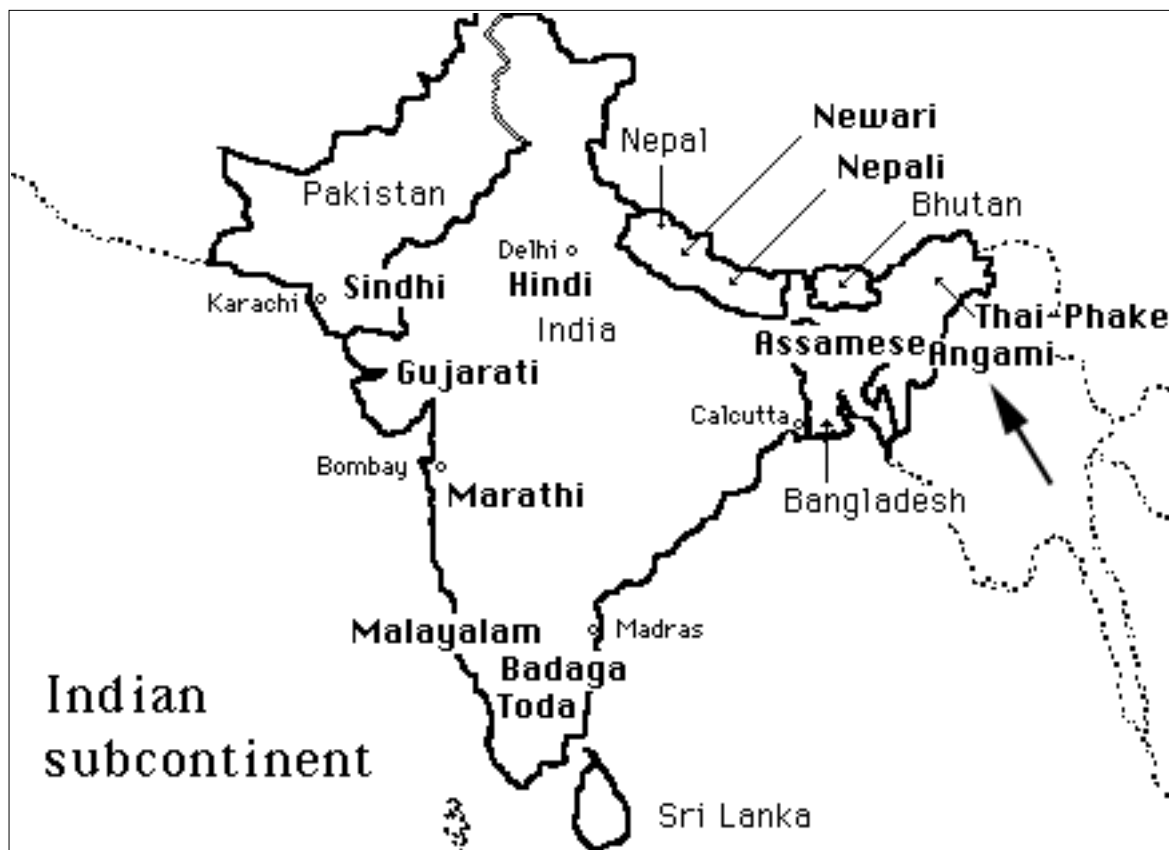 Newari
Nepal
Nepali
Pakistan
Bhutan
Delhi
Sindhi
Hindi
Karachi
India
Thai-Phake
Assamese
Angami
Gujarati
Calcutta
Bombay
Marathi
Bangladesh
Malayalam
Madras
Badaga
Toda
Indian
subcontinent
Sri Lanka